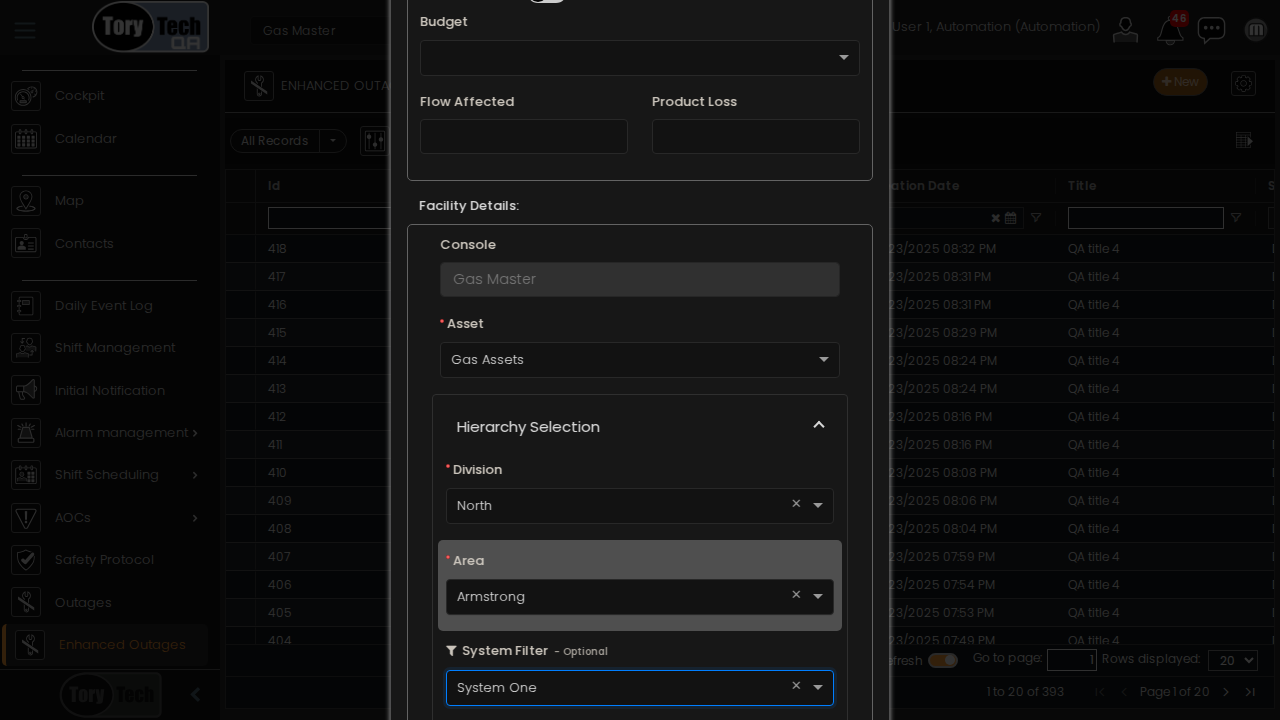 Tory Tech QA
Gas Master
User 1, Automation (Automation)
46
m
Cockpit
Calendar
Map
Contacts
Daily Event Log
Shift Management
Initial Notification
Alarm management
Shift Scheduling
AOCs
Safety Protocol
Outages
Enhanced Outages
Tory Tech
ENHANCED OUTA
+ New
All Records
Id
418
417
416
415
414
413
412
411
410
409
408
407
406
405
404
Budget
Flow Affected Product Loss
Facility Details:
Console
Gas Master
* Asset
Gas Assets
Hierarchy Selection
* Division
North ×
* Area
Armstrong ×
System Filter - Optional
System One ×
ation Date Title S
23/2025 08:32 PM QA title 4
23/2025 08:31 PM QA title 4
23/2025 08:31 PM QA title 4
23/2025 08:29 PM QA title 4
23/2025 08:24 PM QA title 4
23/2025 08:24 PM QA title 4
23/2025 08:16 PM QA title 4
23/2025 08:16 PM QA title 4
23/2025 08:08 PM QA title 4
23/2025 08:06 PM QA title 4
23/2025 08:04 PM QA title 4
23/2025 07:59 PM QA title 4
23/2025 07:54 PM QA title 4
23/2025 07:53 PM QA title 4
23/2025 07:49 PM QA title 4
efresh Go to page: 1 Rows displayed: 20
1 to 20 of 393 Page 1 of 20